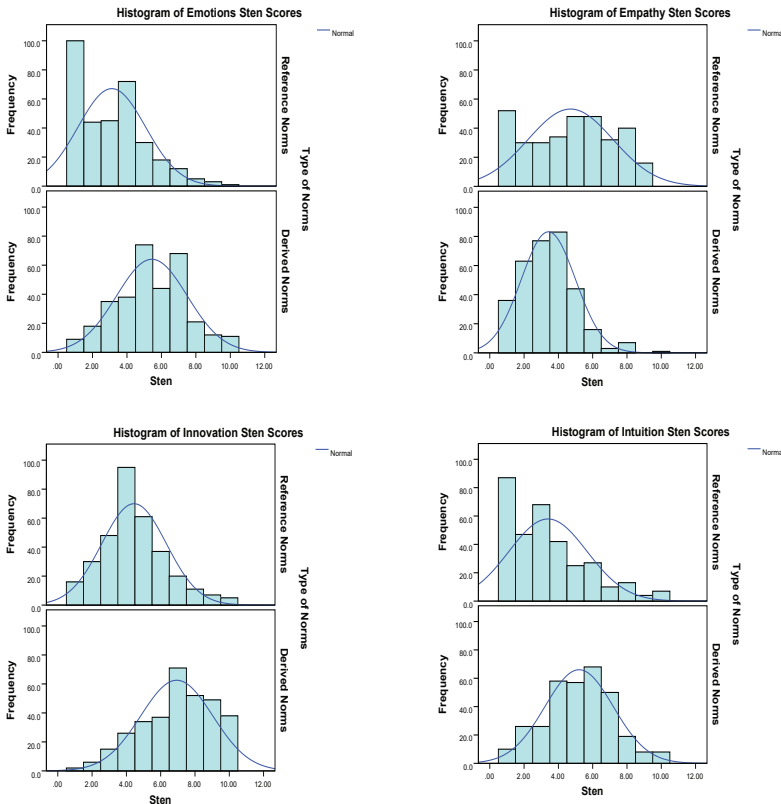 Histogram of Emotions Sten Scores
Normal
100.0
80.0
60.0
40.0
20.0
0.0
Frequency
Reference Norms
100.0
80.0
60.0
40.0
20.0
0.0
Frequency
Derived Norms
Type of Norms
.00 2.00 4.00 6.00 8.00 10.00 12.00
Sten
Histogram of Empathy Sten Scores
Norma
100.0
80.0
60.0
40.0
20.0
0.0
Frequency
Reference Norms
100.0
80.0
60.0
40.0
20.0
0.0
Frequency
Derived Norms
Type of Norms
.00 2.00 4.00 6.00 8.00 10.00 12.00
Sten
Histogram of Innovation Sten Scores
Normal
100.0
80.0
60.0
40.0
20.0
0.0
Frequency
Reference Norms
100.0
80.0
60.0
40.0
20.0
0.0
Frequency
Derived Norms
Type of Norms
.00 2.00 4.00 6.00 8.00 10.00 12.00
Sten
Histogram of Intuition Sten Scores
Norma
100.0
80.0
60.0
40.0
20.0
0.0
Frequency
Reference Norms
100.0
80.0
60.0
40.0
20.0
0.0
Frequency
Derived Norms
Type of Norms
.00 2.00 4.00 6.00 8.00 10.00 12.00
Sten